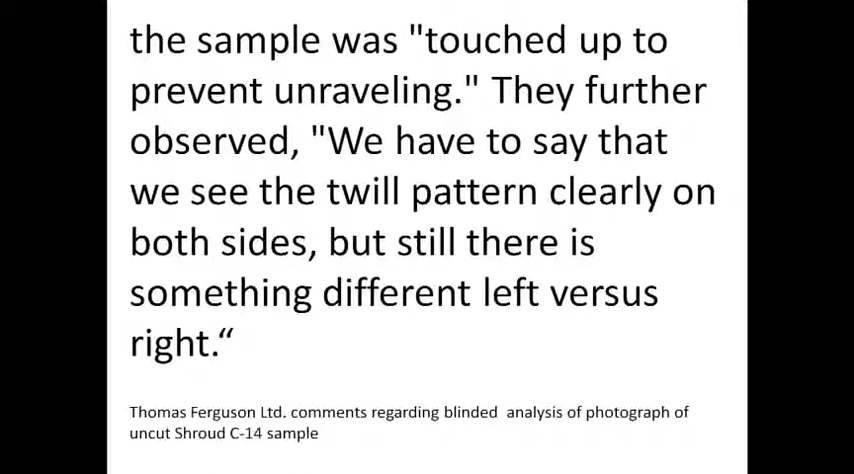 the sample was "touched up to
prevent unraveling." They further
observed, "We have to say that
we see the twill pattern clearly on
both sides, but still there is
something different left versus
right.“
Thomas Ferguson Ltd. comments regarding blinded  analysis of photograph of
uncut Shroud C-14 sample